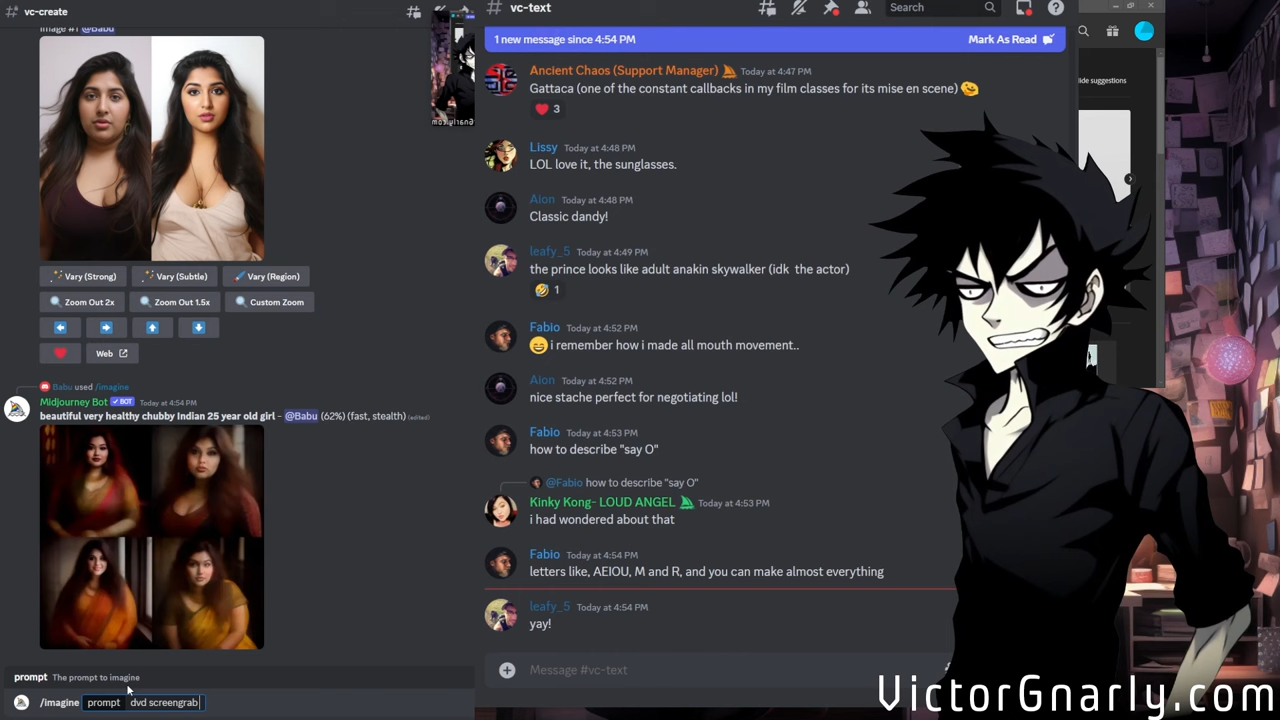 vc-create
image #1 @Babu
Vary (Strong)
Vary (Subtle)
Vary (Region)
Zoom Out 2x
Zoom Out 1.5x
Custom Zoom
Web
Babu used /imagine
Midjourney Bot ✓ BOT Today at 4:54 PM
beautiful very healthy chubby Indian 25 year old girl - @Babu (62%) (fast, stealth) (edited)
prompt The prompt to imagine
/imagine prompt dvd screengrab
VictorGnarly.com
vc-text
Search
1 new message since 4:54 PM
Mark As Read
Ancient Chaos (Support Manager) Today at 4:47 PM
Gattaca (one of the constant callbacks in my film classes for its mise en scene)
3
Lissy Today at 4:48 PM
LOL love it, the sunglasses.
Aion Today at 4:48 PM
Classic dandy!
leafy_5 Today at 4:49 PM
the prince looks like adult anakin skywalker (idk the actor)
1
Fabio Today at 4:52 PM
i remember how i made all mouth movement..
Aion Today at 4:52 PM
nice stache perfect for negotiating lol!
Fabio Today at 4:53 PM
how to describe "say O"
@Fabio how to describe "say O"
Kinky Kong- LOUD ANGEL Today at 4:53 PM
i had wondered about that
Fabio Today at 4:54 PM
letters like, AEIOU, M and R, and you can make almost everything
leafy_5 Today at 4:54 PM
yay!
Message #vc-text
ide suggestions
VictorGnarly.com